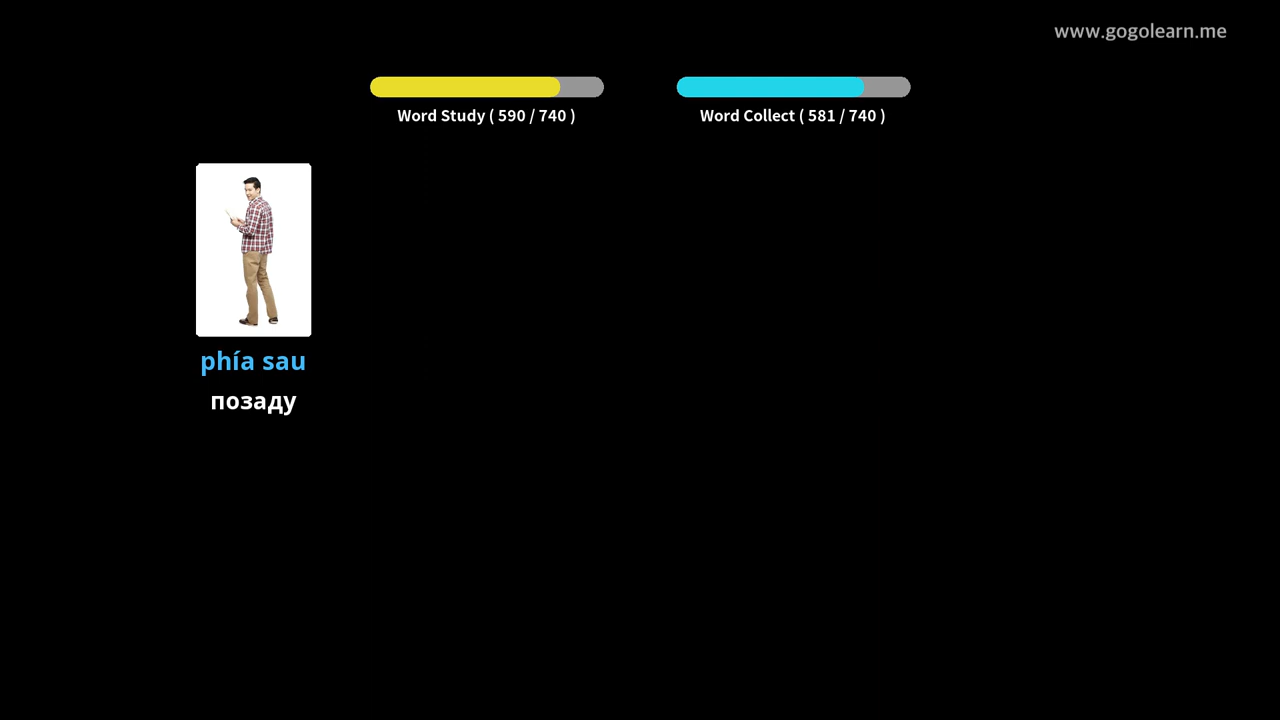 www.gogolearn.me
Word Study ( 590 / 740 )
Word Collect ( 581 / 740 )
phía sau
позаду